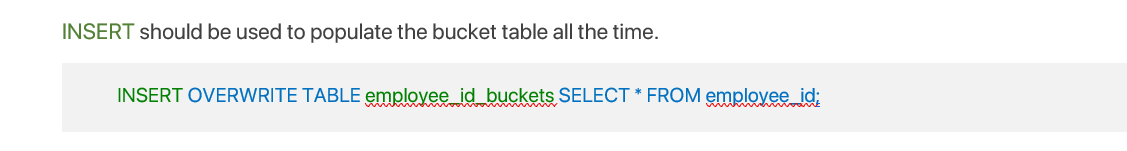 INSERT should be used to populate the bucket table all the time.
INSERT OVERWRITE TABLE employee_id_buckets SELECT * FROM employee_id;